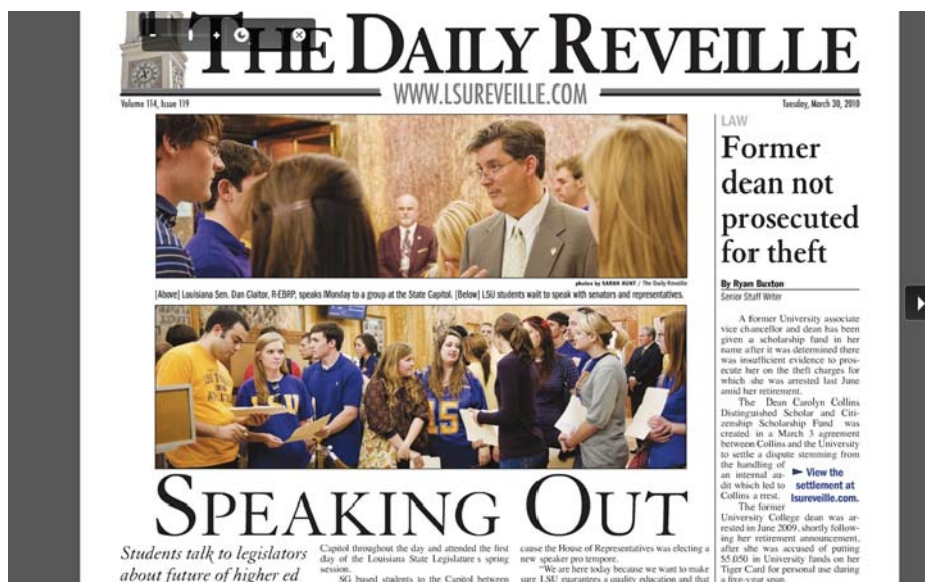 THE DAILY REVEILLE
WWW.LSUREVEILLE.COM
Volume 114, Issue 119
Tuesday, March 30, 2010
photos by SARAH HUNT / The Daily Reveille
[Above] Louisiana Sen. Dan Claitor, R-EBRP, speaks Monday to a group at the State Capitol. [Below] LSU students wait to speak with senators and representatives.
LSU
15
SPEAKING OUT
Students talk to legislators
about future of higher ed
Capitol throughout the day and attended the first
day of the Louisiana State Legislature's spring
session.
SG bused students to the Capitol between
cause the House of Representatives was electing a
new speaker pro tempore.
"We are here today because we want to make
sure LSU guarantees a quality education and that
LAW
Former
dean not
prosecuted
for theft
By Ryan Buxton
Senior Staff Writer
A former University associate
vice chancellor and dean has been
given a scholarship fund in her
name after it was determined there
was insufficient evidence to pros-
ecute her on the theft charges for
which she was arrested last June
amid her retirement.
The Dean Carolyn Collins
Distinguished Scholar and Citi-
zenship Scholarship Fund was
created in a March 3 agreement
between Collins and the University
to settle a dispute stemming from
the handling of
an internal au-
dit which led to
Collins arrest.
► View the
settlement at
lsureveille.com.
The former
University College dean was ar-
rested in June 2009, shortly follow-
ing her retirement announcement,
after she was accused of putting
$5,050 in University funds on her
Tiger Card for personal use during
a five-year span.